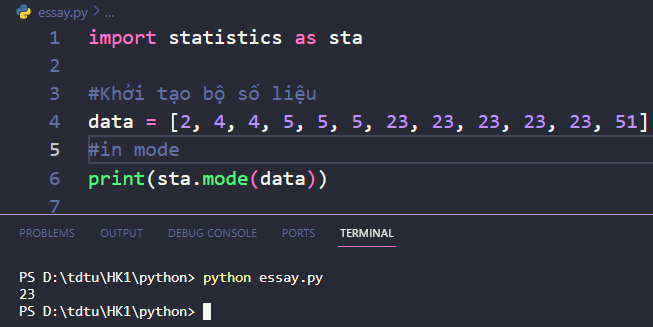 essay.py > ...
1 import statistics as sta
2
3 #Khởi tạo bộ số liệu
4 data = [2, 4, 4, 5, 5, 5, 23, 23, 23, 23, 23, 51]
5 #in mode
6 print(sta.mode(data))
7
PROBLEMS OUTPUT DEBUG CONSOLE PORTS TERMINAL
PS D:\tdtu\HK1\python> python essay.py
23
PS D:\tdtu\HK1\python>